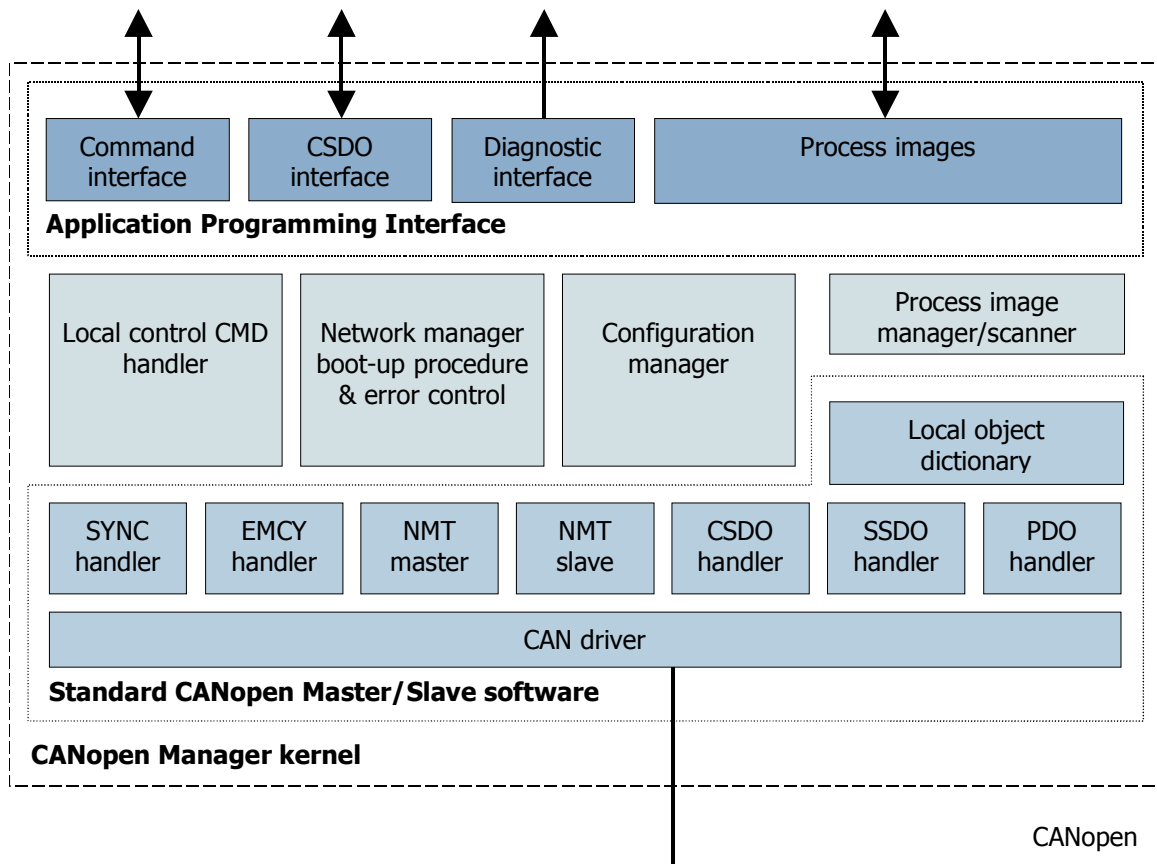 Command
interface
CSDO
interface
Diagnostic
interface
Process images
Application Programming Interface
Local control CMD
handler
Network manager
boot-up procedure
& error control
Configuration
manager
Process image
manager/scanner
Local object
dictionary
SYNC
handler
EMCY
handler
NMT
master
NMT
slave
CSDO
handler
SSDO
handler
PDO
handler
CAN driver
Standard CANopen Master/Slave software
CANopen Manager kernel
CANopen